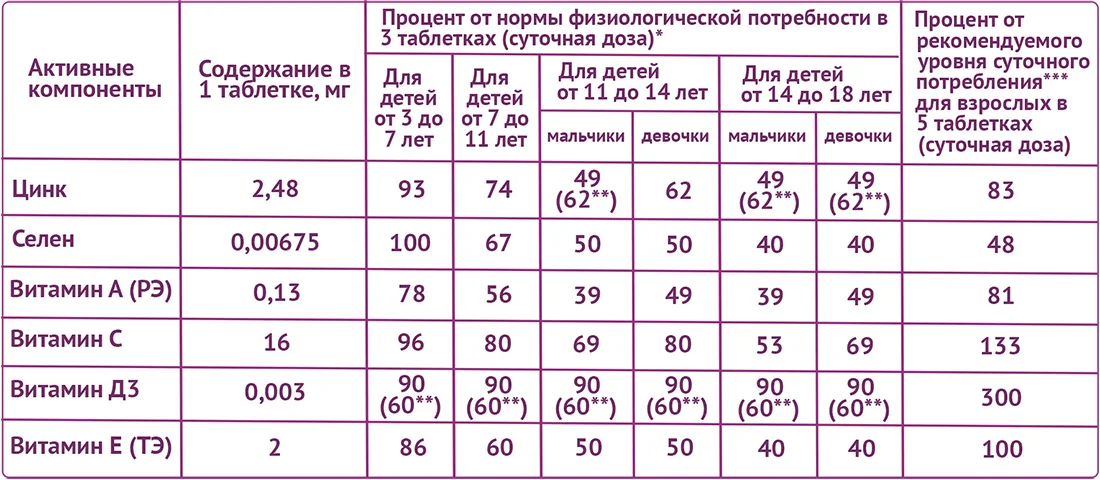 Активные
компоненты
Содержание в
1 таблетке, мг
Процент от нормы физиологической потребности в
3 таблетках (суточная доза)*
Для
детей
от 3 до
7 лет
Для
детей
от 7 до
11 лет
Для детей
от 11 до 14 лет
мальчики
девочки
Для детей
от 14 до 18 лет
мальчики
девочки
Процент от
рекомендуемого
уровня суточного
потребления***
для взрослых в
5 таблетках
(суточная доза)
Цинк 2,48 93 74 49 (62**) 62 49 (62**) 49 (62**) 83
Селен 0,00675 100 67 50 50 40 40 48
Витамин А (РЭ) 0,13 78 56 39 49 39 49 81
Витамин С 16 96 80 69 80 53 69 133
Витамин Д3 0,003 90 (60**) 90 (60**) 90 (60**) 90 (60**) 90 (60**) 90 (60**) 300
Витамин Е (ТЭ) 2 86 60 50 50 40 40 100